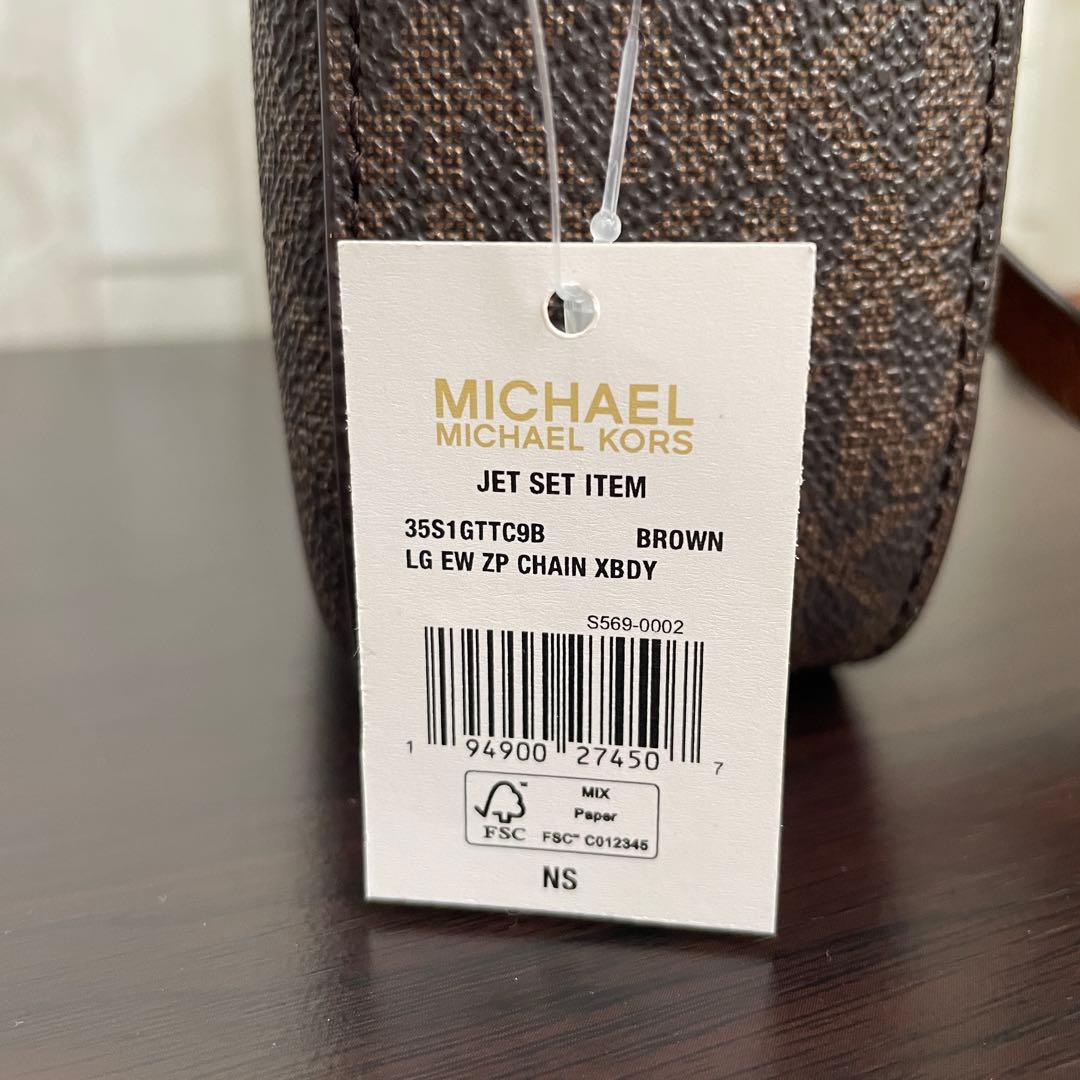 MICHAEL
MICHAEL KORS
JET SET ITEM
35S1GTTC9B BROWN
LG EW ZP CHAIN XBDY
S569-0002
1 94900 27450 7
FSC
MIX
Paper
FSC™ C012345
NS